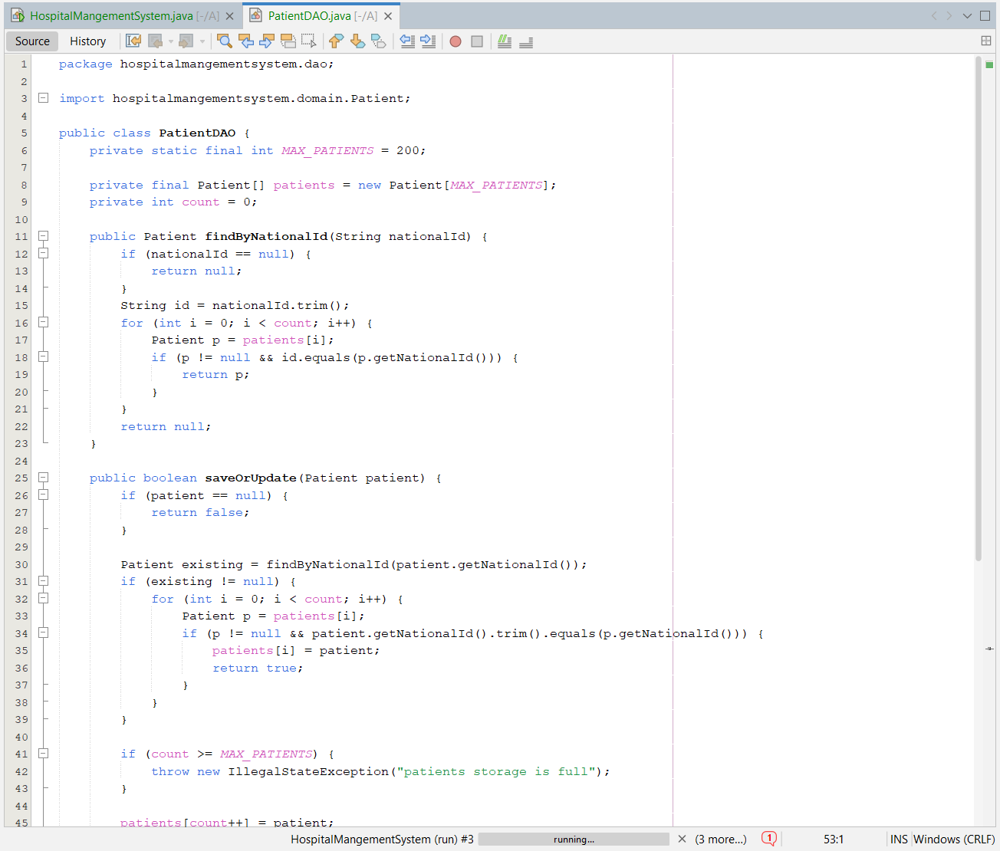 HospitalMangementSystem.java [-/A]
PatientDAO.java [-/A]
Source History
1 package hospitalmangementsystem.dao;
2
3 import hospitalmangementsystem.domain.Patient;
4
5 public class PatientDAO {
6     private static final int MAX_PATIENTS = 200;
7
8     private final Patient[] patients = new Patient[MAX_PATIENTS];
9     private int count = 0;
10
11     public Patient findByNationalId(String nationalId) {
12         if (nationalId == null) {
13             return null;
14         }
15         String id = nationalId.trim();
16         for (int i = 0; i < count; i++) {
17             Patient p = patients[i];
18             if (p != null && id.equals(p.getNationalId())) {
19                 return p;
20             }
21         }
22         return null;
23     }
24
25     public boolean saveOrUpdate(Patient patient) {
26         if (patient == null) {
27             return false;
28         }
29
30         Patient existing = findByNationalId(patient.getNationalId());
31         if (existing != null) {
32             for (int i = 0; i < count; i++) {
33                 Patient p = patients[i];
34                 if (p != null && patient.getNationalId().trim().equals(p.getNationalId())) {
35                     patients[i] = patient;
36                     return true;
37                 }
38             }
39         }
40
41         if (count >= MAX_PATIENTS) {
42             throw new IllegalStateException("patients storage is full");
43         }
44
45         patients[count++] = patient;
HospitalMangementSystem (run) #3 running... (3 more...) 1 53:1 INS Windows (CRLF)